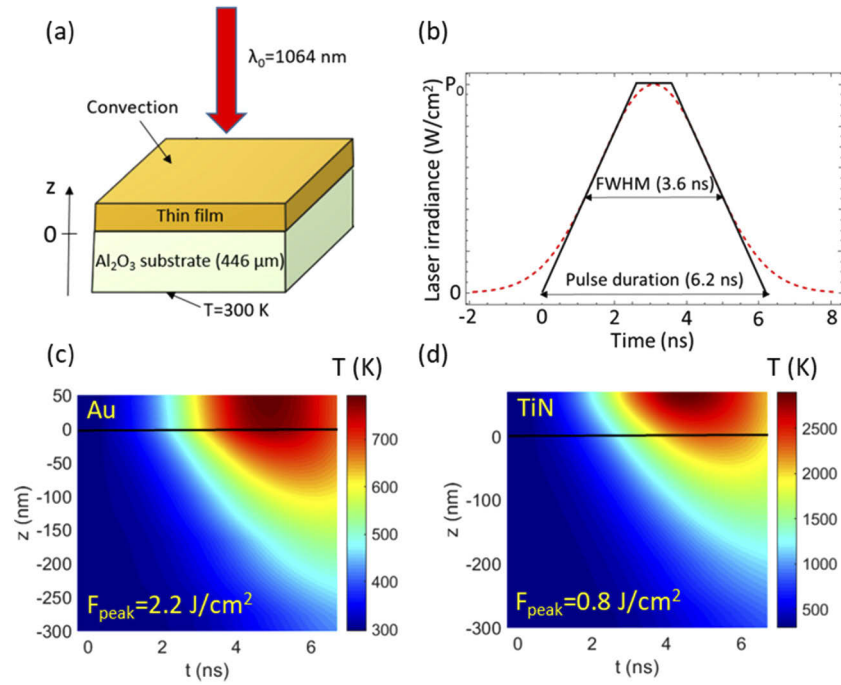 (a)
λ₀=1064 nm
Convection
z
0
Thin film
Al₂O₃ substrate (446 μm)
T=300 K
(b)
Laser irradiance (W/cm²)
P₀
0
FWHM (3.6 ns)
Pulse duration (6.2 ns)
-2 0 2 4 6 8
Time (ns)
(c)
T (K)
Au
50
0
-50
-100
-150
-200
-250
-300
z (nm)
F_peak=2.2 J/cm²
0 2 4 6
t (ns)
700
600
500
400
300
(d)
T (K)
TiN
0
-100
-200
-300
z (nm)
F_peak=0.8 J/cm²
0 2 4 6
t (ns)
2500
2000
1500
1000
500